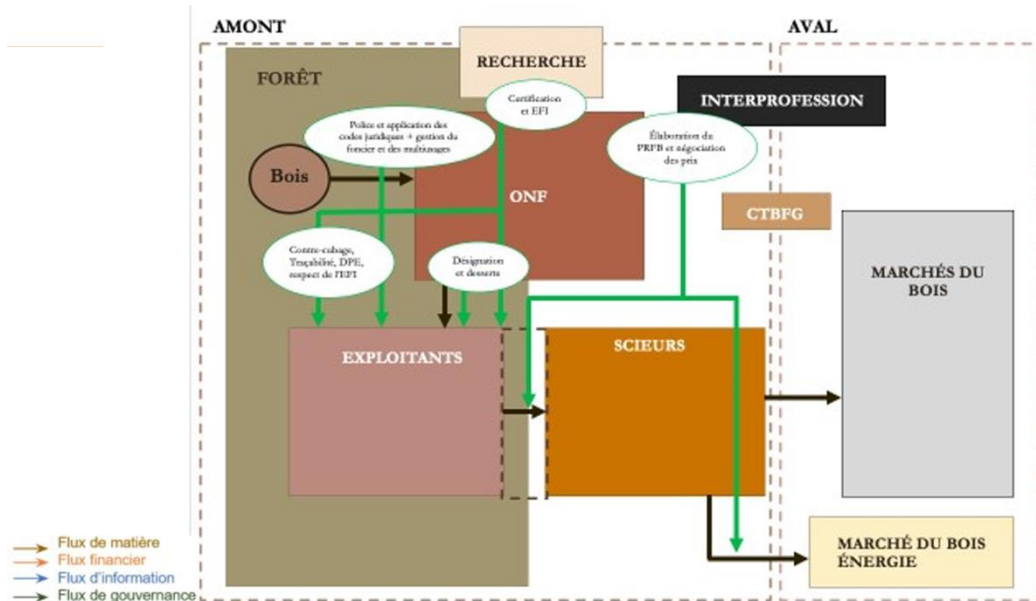 AMONT
AVAL
RECHERCHE
FORÊT
Certification
et EFI
INTERPROFESSION
Police et application des
codes juridiques + gestion du
foncier et des multiusages
Élaboration du
PRFB et négociation
des prix
Bois
ONF
CTBFG
Contre-cubage,
Traçabilité, DPE,
respect de l'EFI
Désignation
et desserte
MARCHÉS DU
BOIS
EXPLOITANTS
SCIEURS
MARCHÉ DU BOIS
ÉNERGIE
Flux de matière
Flux financier
Flux d'information
Flux de gouvernance